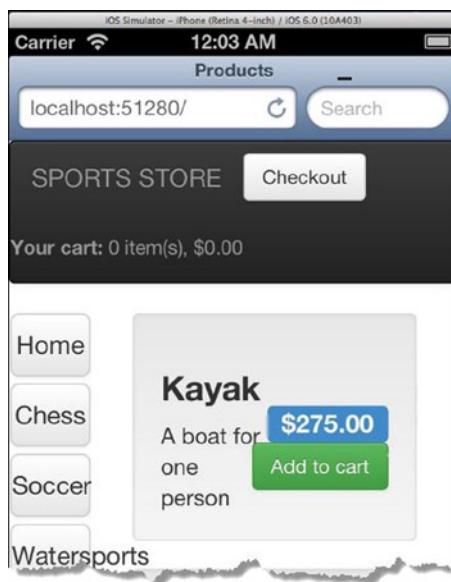 iOS Simulator – iPhone (Retina 4-inch) / iOS 6.0 (10A403)
Carrier 12:03 AM
Products
localhost:51280/ Search
SPORTS STORE Checkout
Your cart: 0 item(s), $0.00
Home
Chess
Soccer
Watersports
Kayak
$275.00
A boat for
one
person
Add to cart